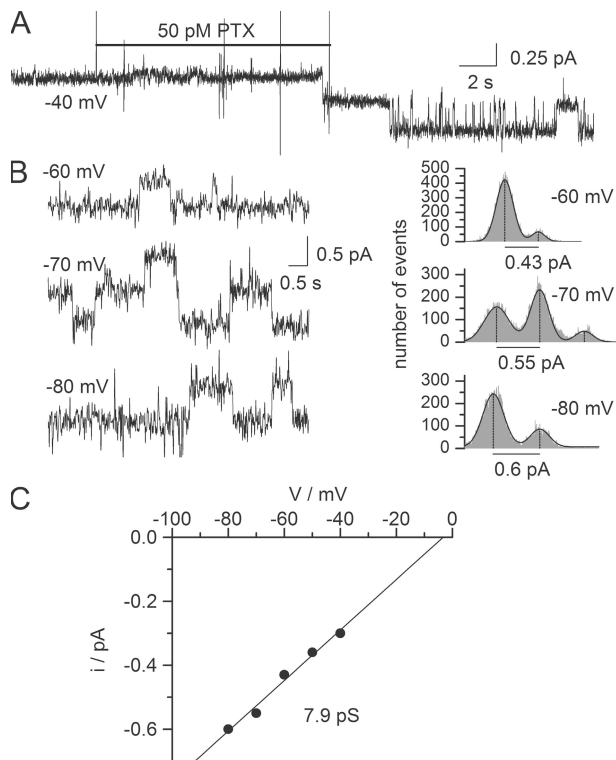 A
50 pM PTX
0.25 pA
2 s
-40 mV
B
-60 mV
-70 mV
0.5 pA
0.5 s
-80 mV
number of events
500
400
300
200
100
0
-60 mV
0.43 pA
300
200
100
0
-70 mV
0.55 pA
300
200
100
0
-80 mV
0.6 pA
C
V / mV
-100 -80 -60 -40 -20 0
0.0
-0.2
-0.4
-0.6
i / pA
7.9 pS